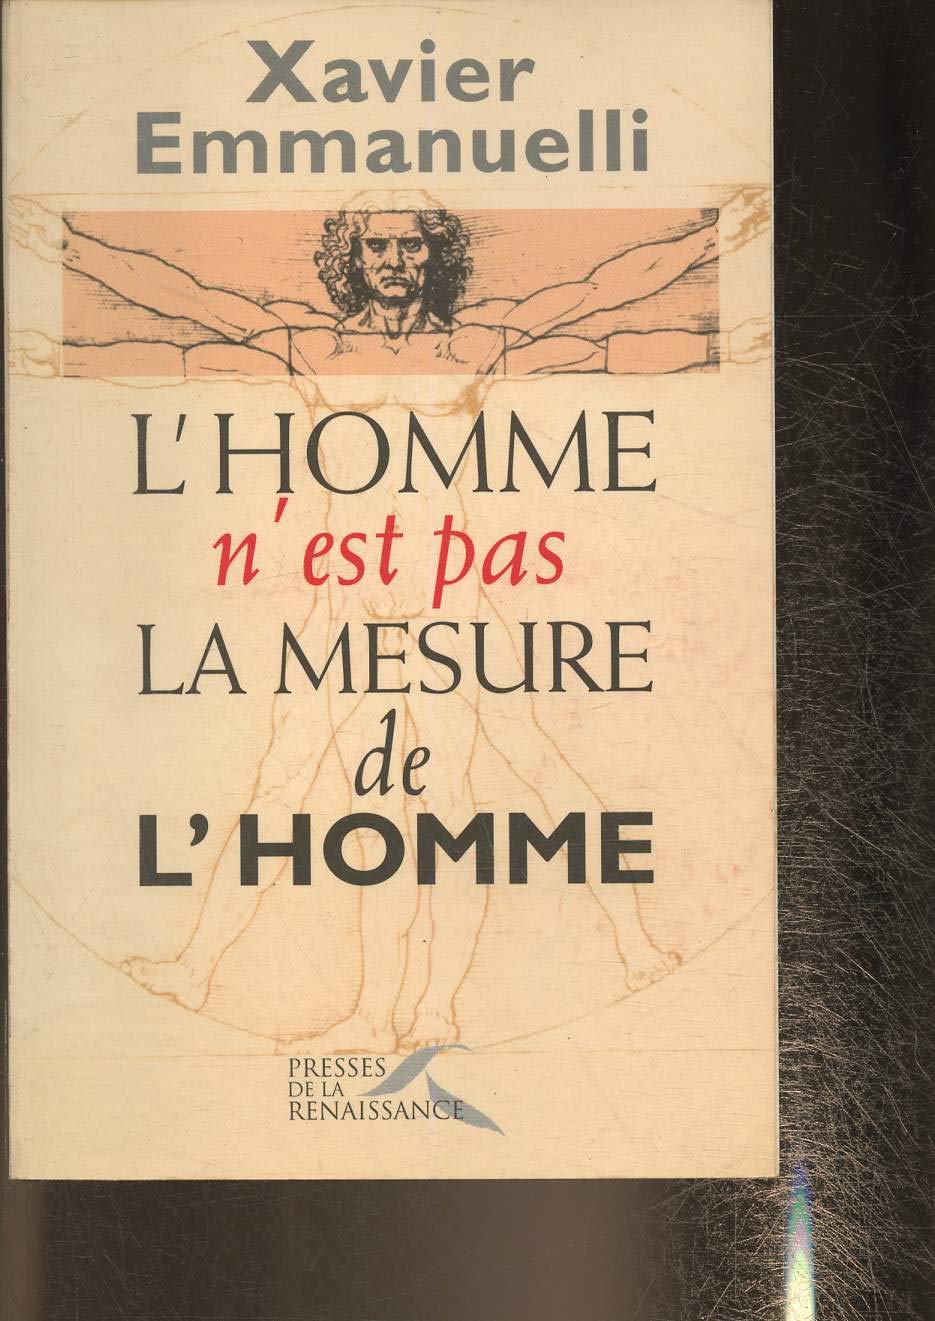 Xavier
Emmanuelli
L'HOMME
n'est pas
LA MESURE
de
L'HOMME
PRESSES
DE LA
RENAISSANCE